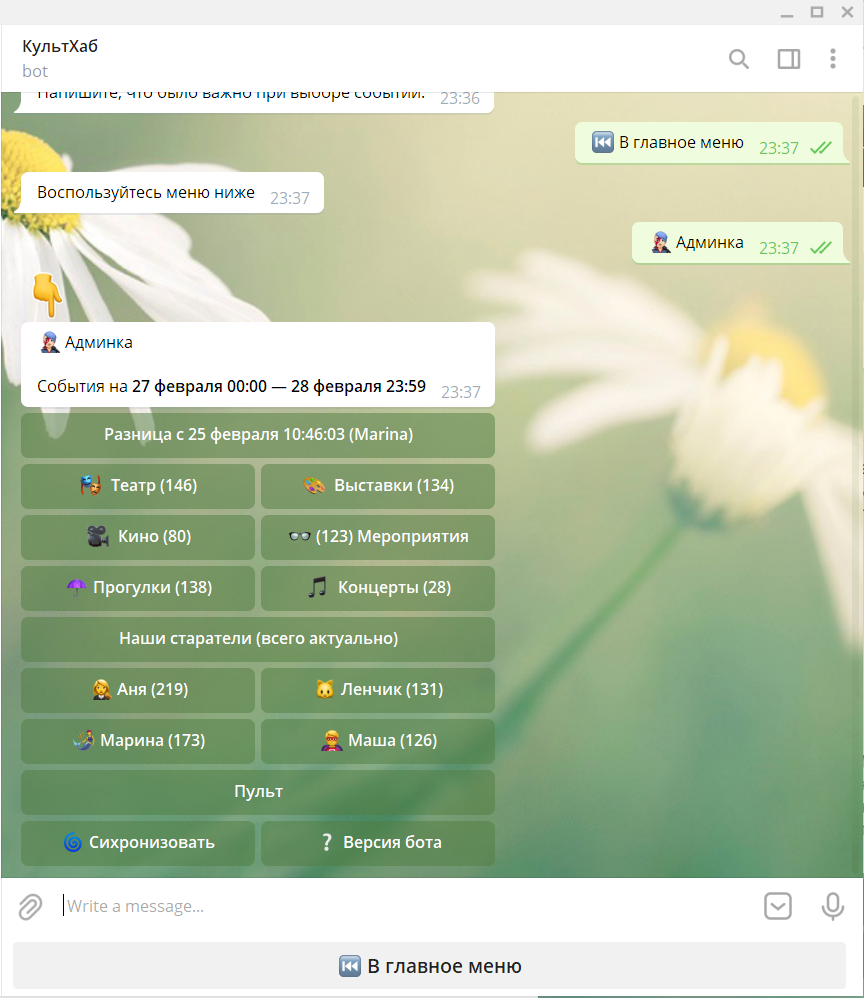 КультХаб
bot
Напишите, что было важно при выборе событий. 23:36
⏮ В главное меню 23:37
Воспользуйтесь меню ниже 23:37
Админка 23:37
Админка
События на 27 февраля 00:00 — 28 февраля 23:59 23:37
Разница с 25 февраля 10:46:03 (Marina)
Театр (146)
Выставки (134)
Кино (80)
(123) Мероприятия
Прогулки (138)
Концерты (28)
Наши старатели (всего актуально)
Аня (219)
Ленчик (131)
Марина (173)
Маша (126)
Пульт
Сихронизовать
❔ Версия бота
Write a message...
⏮ В главное меню